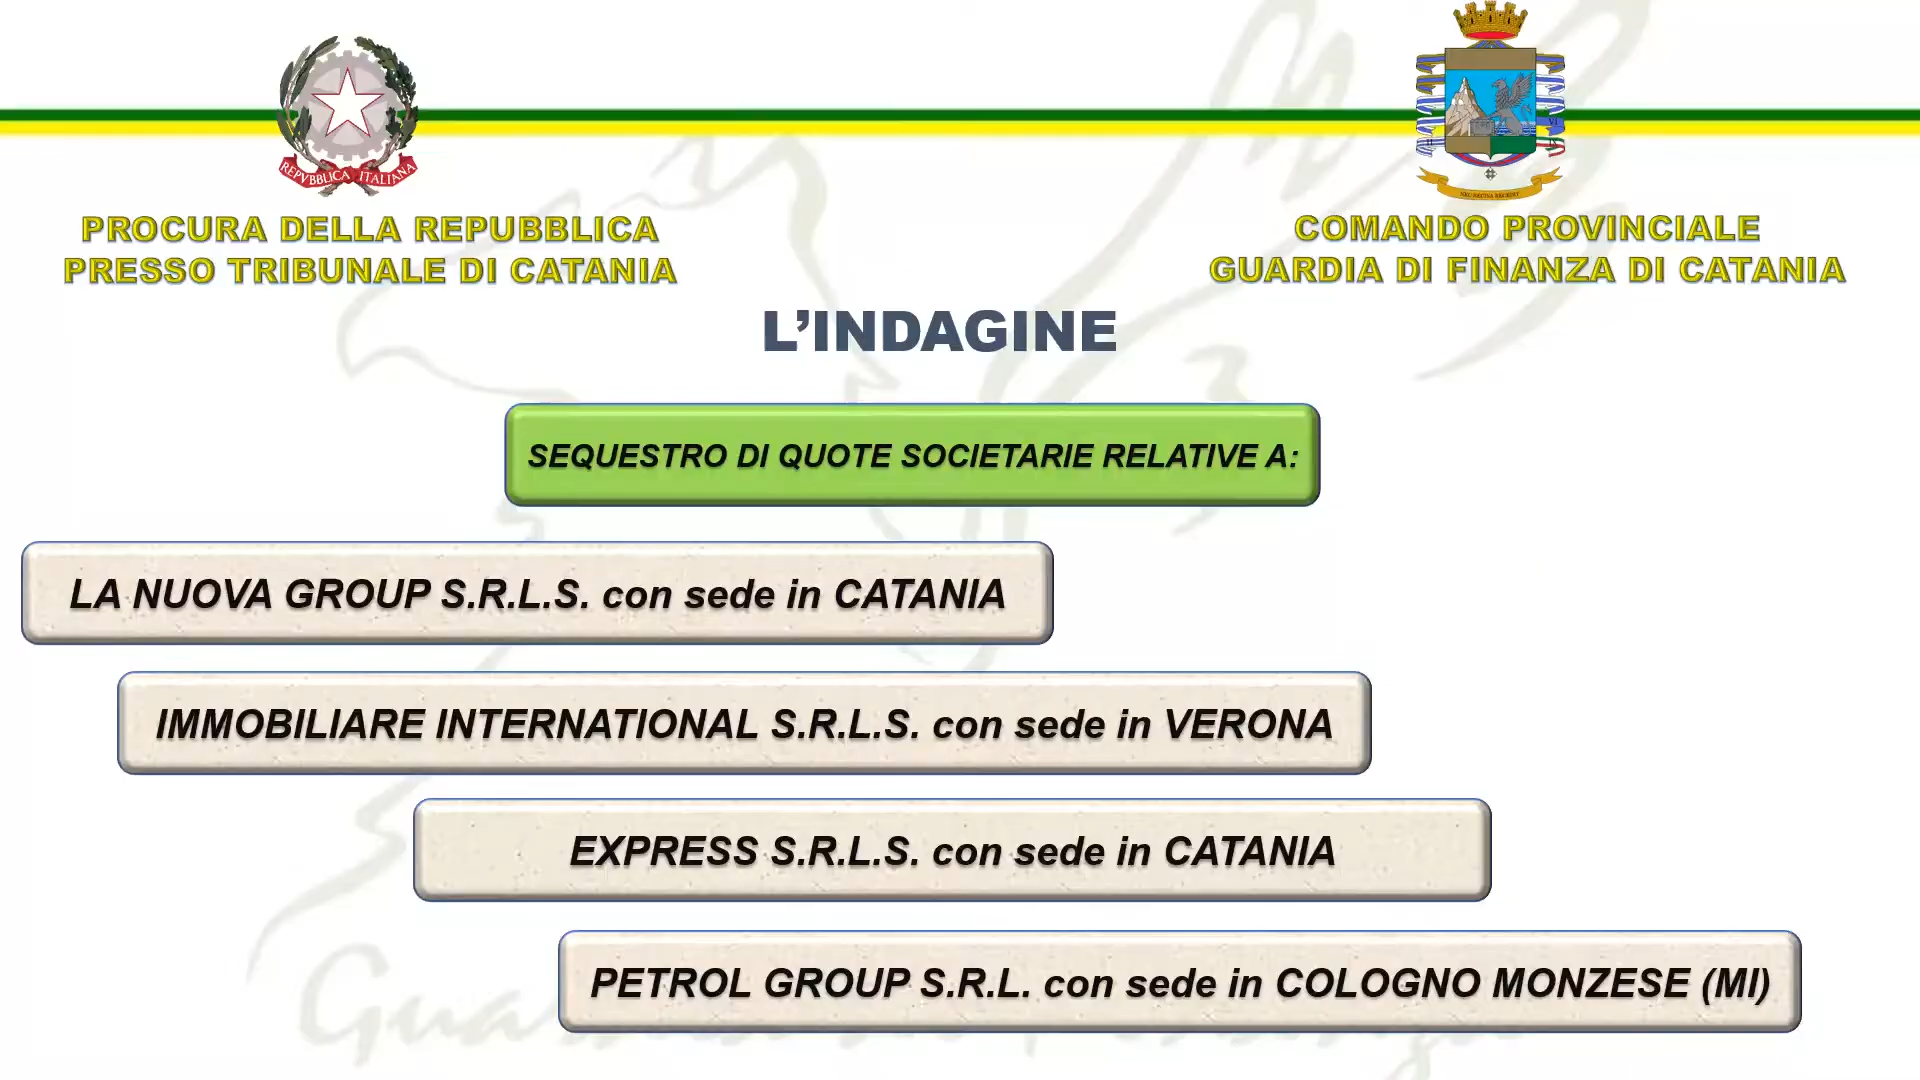 REPVBBLICA ITALIANA
PROCURA DELLA REPUBBLICA
PRESSO TRIBUNALE DI CATANIA
COMANDO PROVINCIALE
GUARDIA DI FINANZA DI CATANIA
L’INDAGINE
SEQUESTRO DI QUOTE SOCIETARIE RELATIVE A:
LA NUOVA GROUP S.R.L.S. con sede in CATANIA
IMMOBILIARE INTERNATIONAL S.R.L.S. con sede in VERONA
EXPRESS S.R.L.S. con sede in CATANIA
PETROL GROUP S.R.L. con sede in COLOGNO MONZESE (MI)